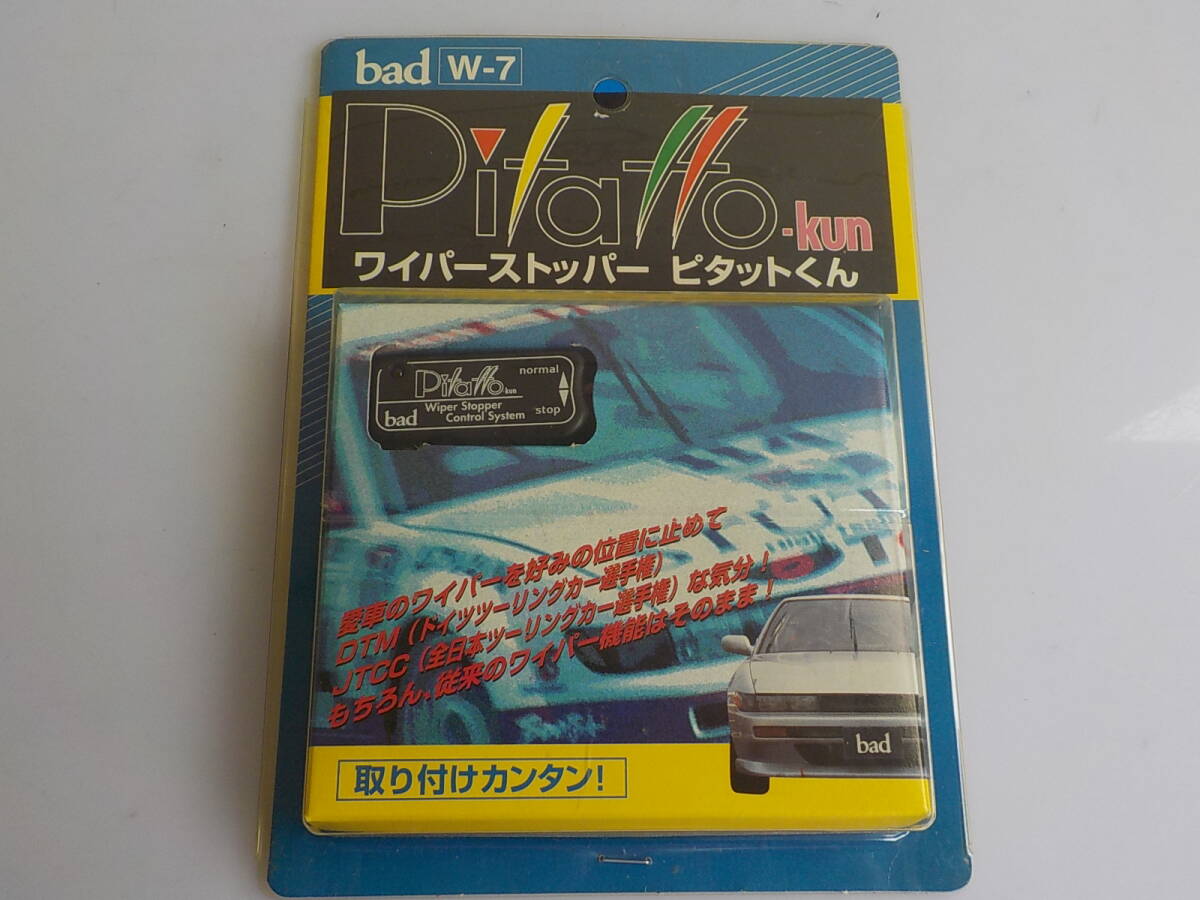 bad W-7
Pitatto-kun
ワイパーストッパー ピタットくん
Pitatto kun
normal
Wiper Stopper
Control System
stop
bad
愛車のワイパーを好みの位置に止めて
DTM(ドイツツーリングカー選手権)
JTCC(全日本ツーリングカー選手権)な気分!
もちろん、従来のワイパー機能はそのまま!
bad
取り付けカンタン!